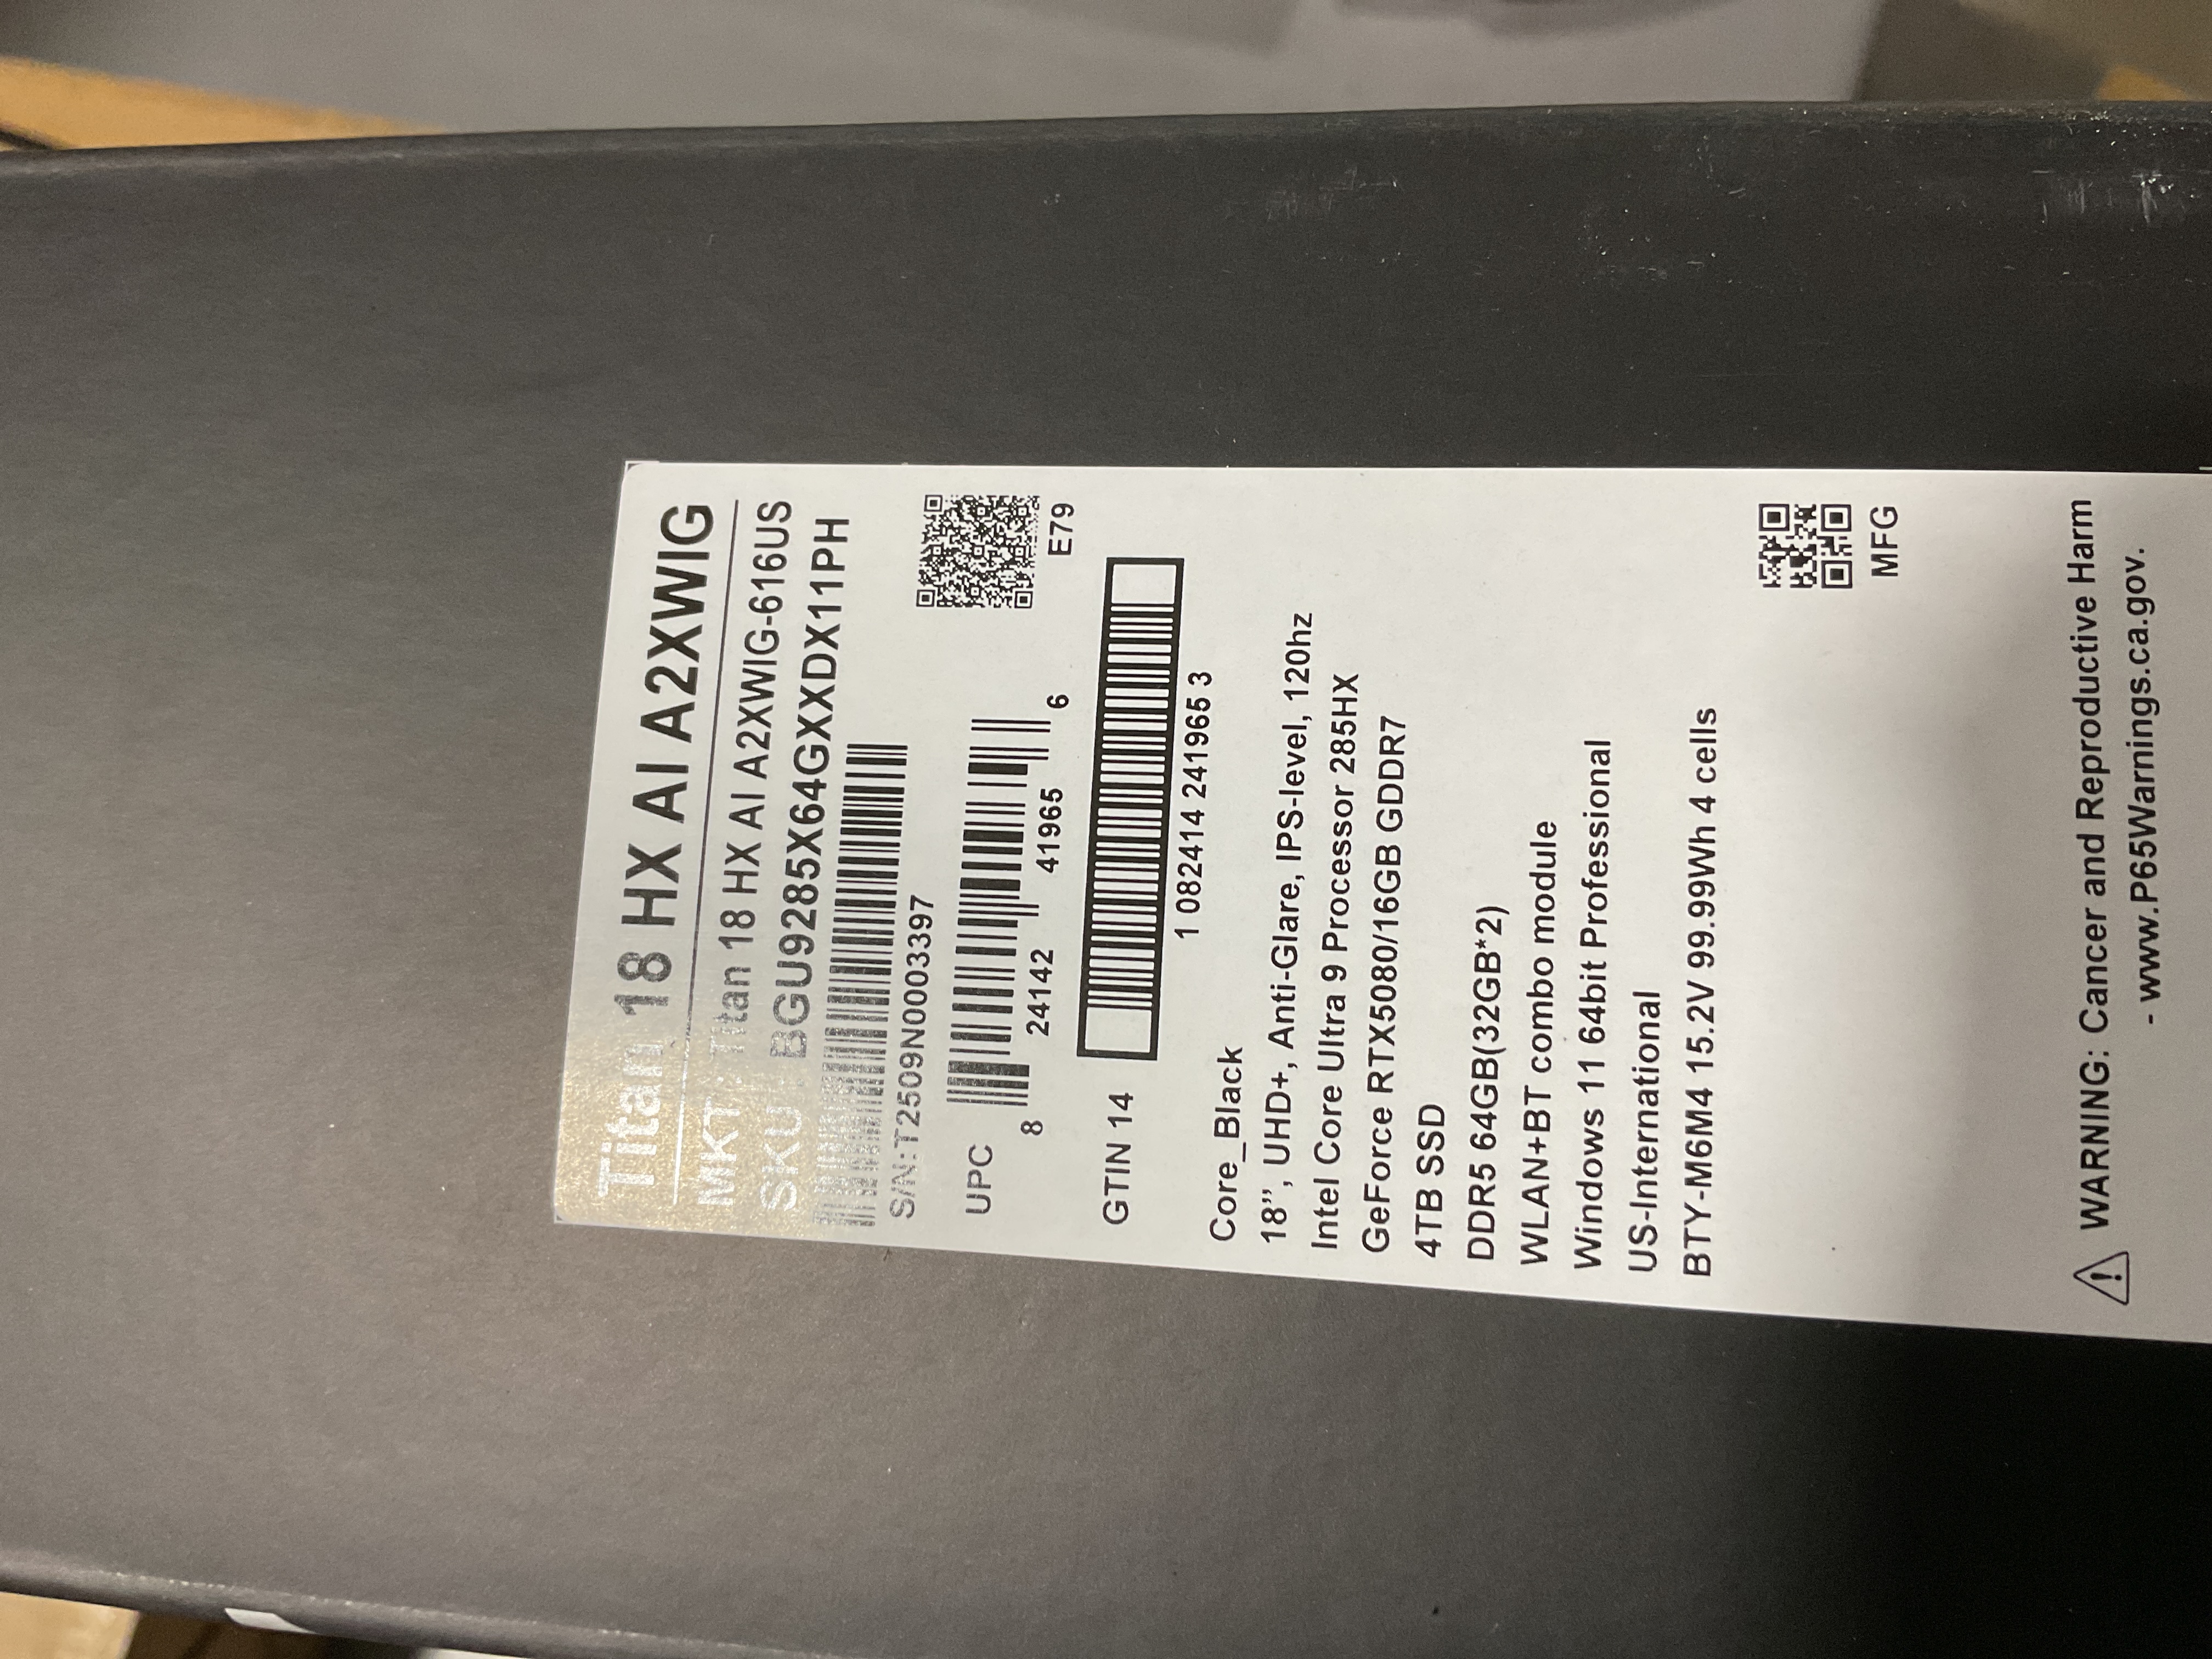 Titan 18 HX AI A2XWIG
MKT: Titan 18 HX AI A2XWIG-616US
SKU: BGU9285X64GXXDX11PH
S/N:T2509N0003397
UPC
8 24142 41965 6
E79
GTIN 14
1 082414 241965 3
Core_Black
18”, UHD+, Anti-Glare, IPS-level, 120hz
Intel Core Ultra 9 Processor 285HX
GeForce RTX5080/16GB GDDR7
4TB SSD
DDR5 64GB(32GB*2)
WLAN+BT combo module
Windows 11 64bit Professional
US-International
BTY-M6M4 15.2V 99.99Wh 4 cells
MFG
WARNING: Cancer and Reproductive Harm
- www.P65Warnings.ca.gov.